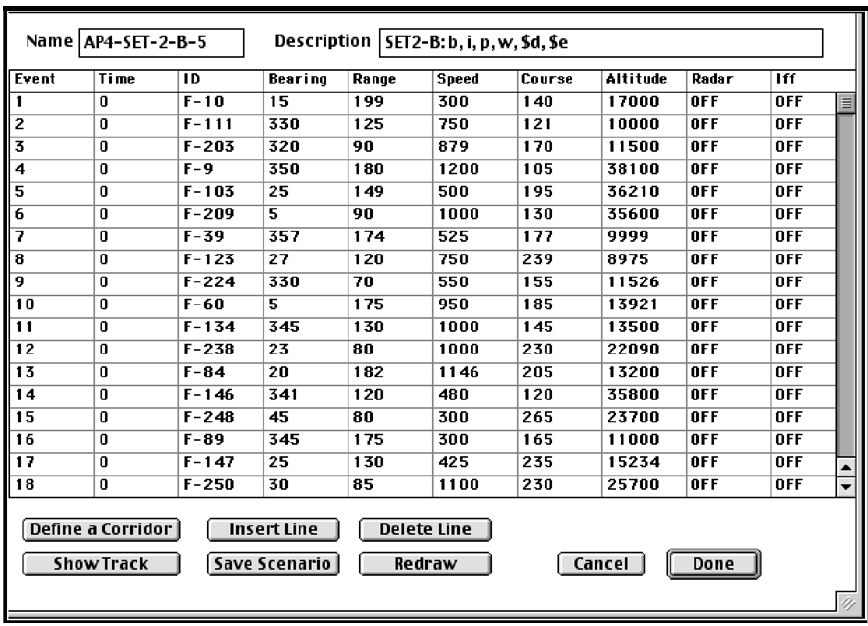 Name AP4-SET-2-B-5 Description SET2-B: b, i, p, w, $d, $e
Event Time ID Bearing Range Speed Course Altitude Radar Iff
1 0 F-10 15 199 300 140 17000 OFF OFF
2 0 F-111 330 125 750 121 10000 OFF OFF
3 0 F-203 320 90 879 170 11500 OFF OFF
4 0 F-9 350 180 1200 105 38100 OFF OFF
5 0 F-103 25 149 500 195 36210 OFF OFF
6 0 F-209 5 90 1000 130 35600 OFF OFF
7 0 F-39 357 174 525 177 9999 OFF OFF
8 0 F-123 27 120 750 239 8975 OFF OFF
9 0 F-224 330 70 550 155 11526 OFF OFF
10 0 F-60 5 175 950 185 13921 OFF OFF
11 0 F-134 345 130 1000 145 13500 OFF OFF
12 0 F-238 23 80 1000 230 22090 OFF OFF
13 0 F-84 20 182 1146 205 13200 OFF OFF
14 0 F-146 341 120 480 120 35800 OFF OFF
15 0 F-248 45 80 300 265 23700 OFF OFF
16 0 F-89 345 175 300 165 11000 OFF OFF
17 0 F-147 25 130 425 235 15234 OFF OFF
18 0 F-250 30 85 1100 230 25700 OFF OFF
Define a Corridor Insert Line Delete Line
Show Track Save Scenario Redraw Cancel Done